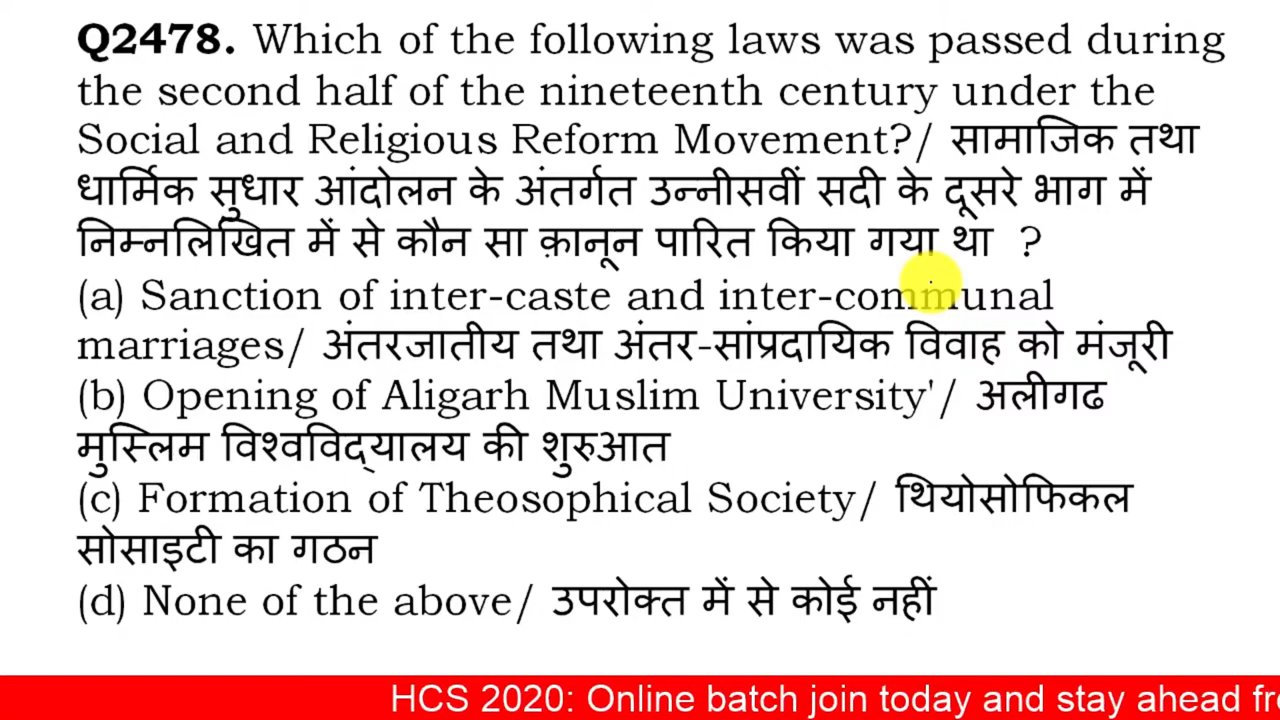 Q2478. Which of the following laws was passed during
the second half of the nineteenth century under the
Social and Religious Reform Movement?/ सामाजिक तथा
धार्मिक सुधार आंदोलन के अंतर्गत उन्नीसवीं सदी के दूसरे भाग में
निम्नलिखित में से कौन सा क़ानून पारित किया गया था ?
(a) Sanction of inter-caste and inter-communal
marriages/ अंतरजातीय तथा अंतर-सांप्रदायिक विवाह को मंजूरी
(b) Opening of Aligarh Muslim University'/ अलीगढ
मुस्लिम विश्वविद्यालय की शुरुआत
(c) Formation of Theosophical Society/ थियोसोफिकल
सोसाइटी का गठन
(d) None of the above/ उपरोक्त में से कोई नहीं
HCS 2020: Online batch join today and stay ahead fr